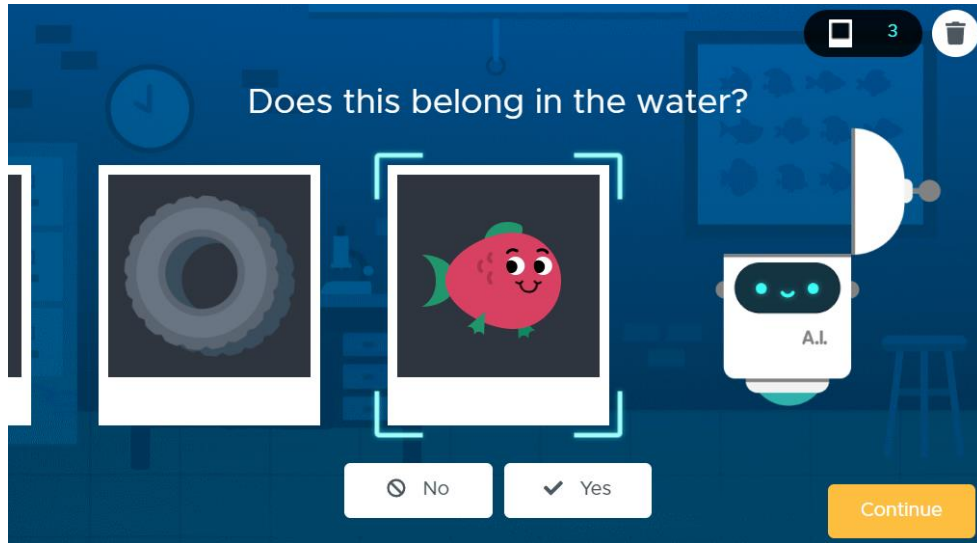 3
Does this belong in the water?
A.I.
No
Yes
Continue